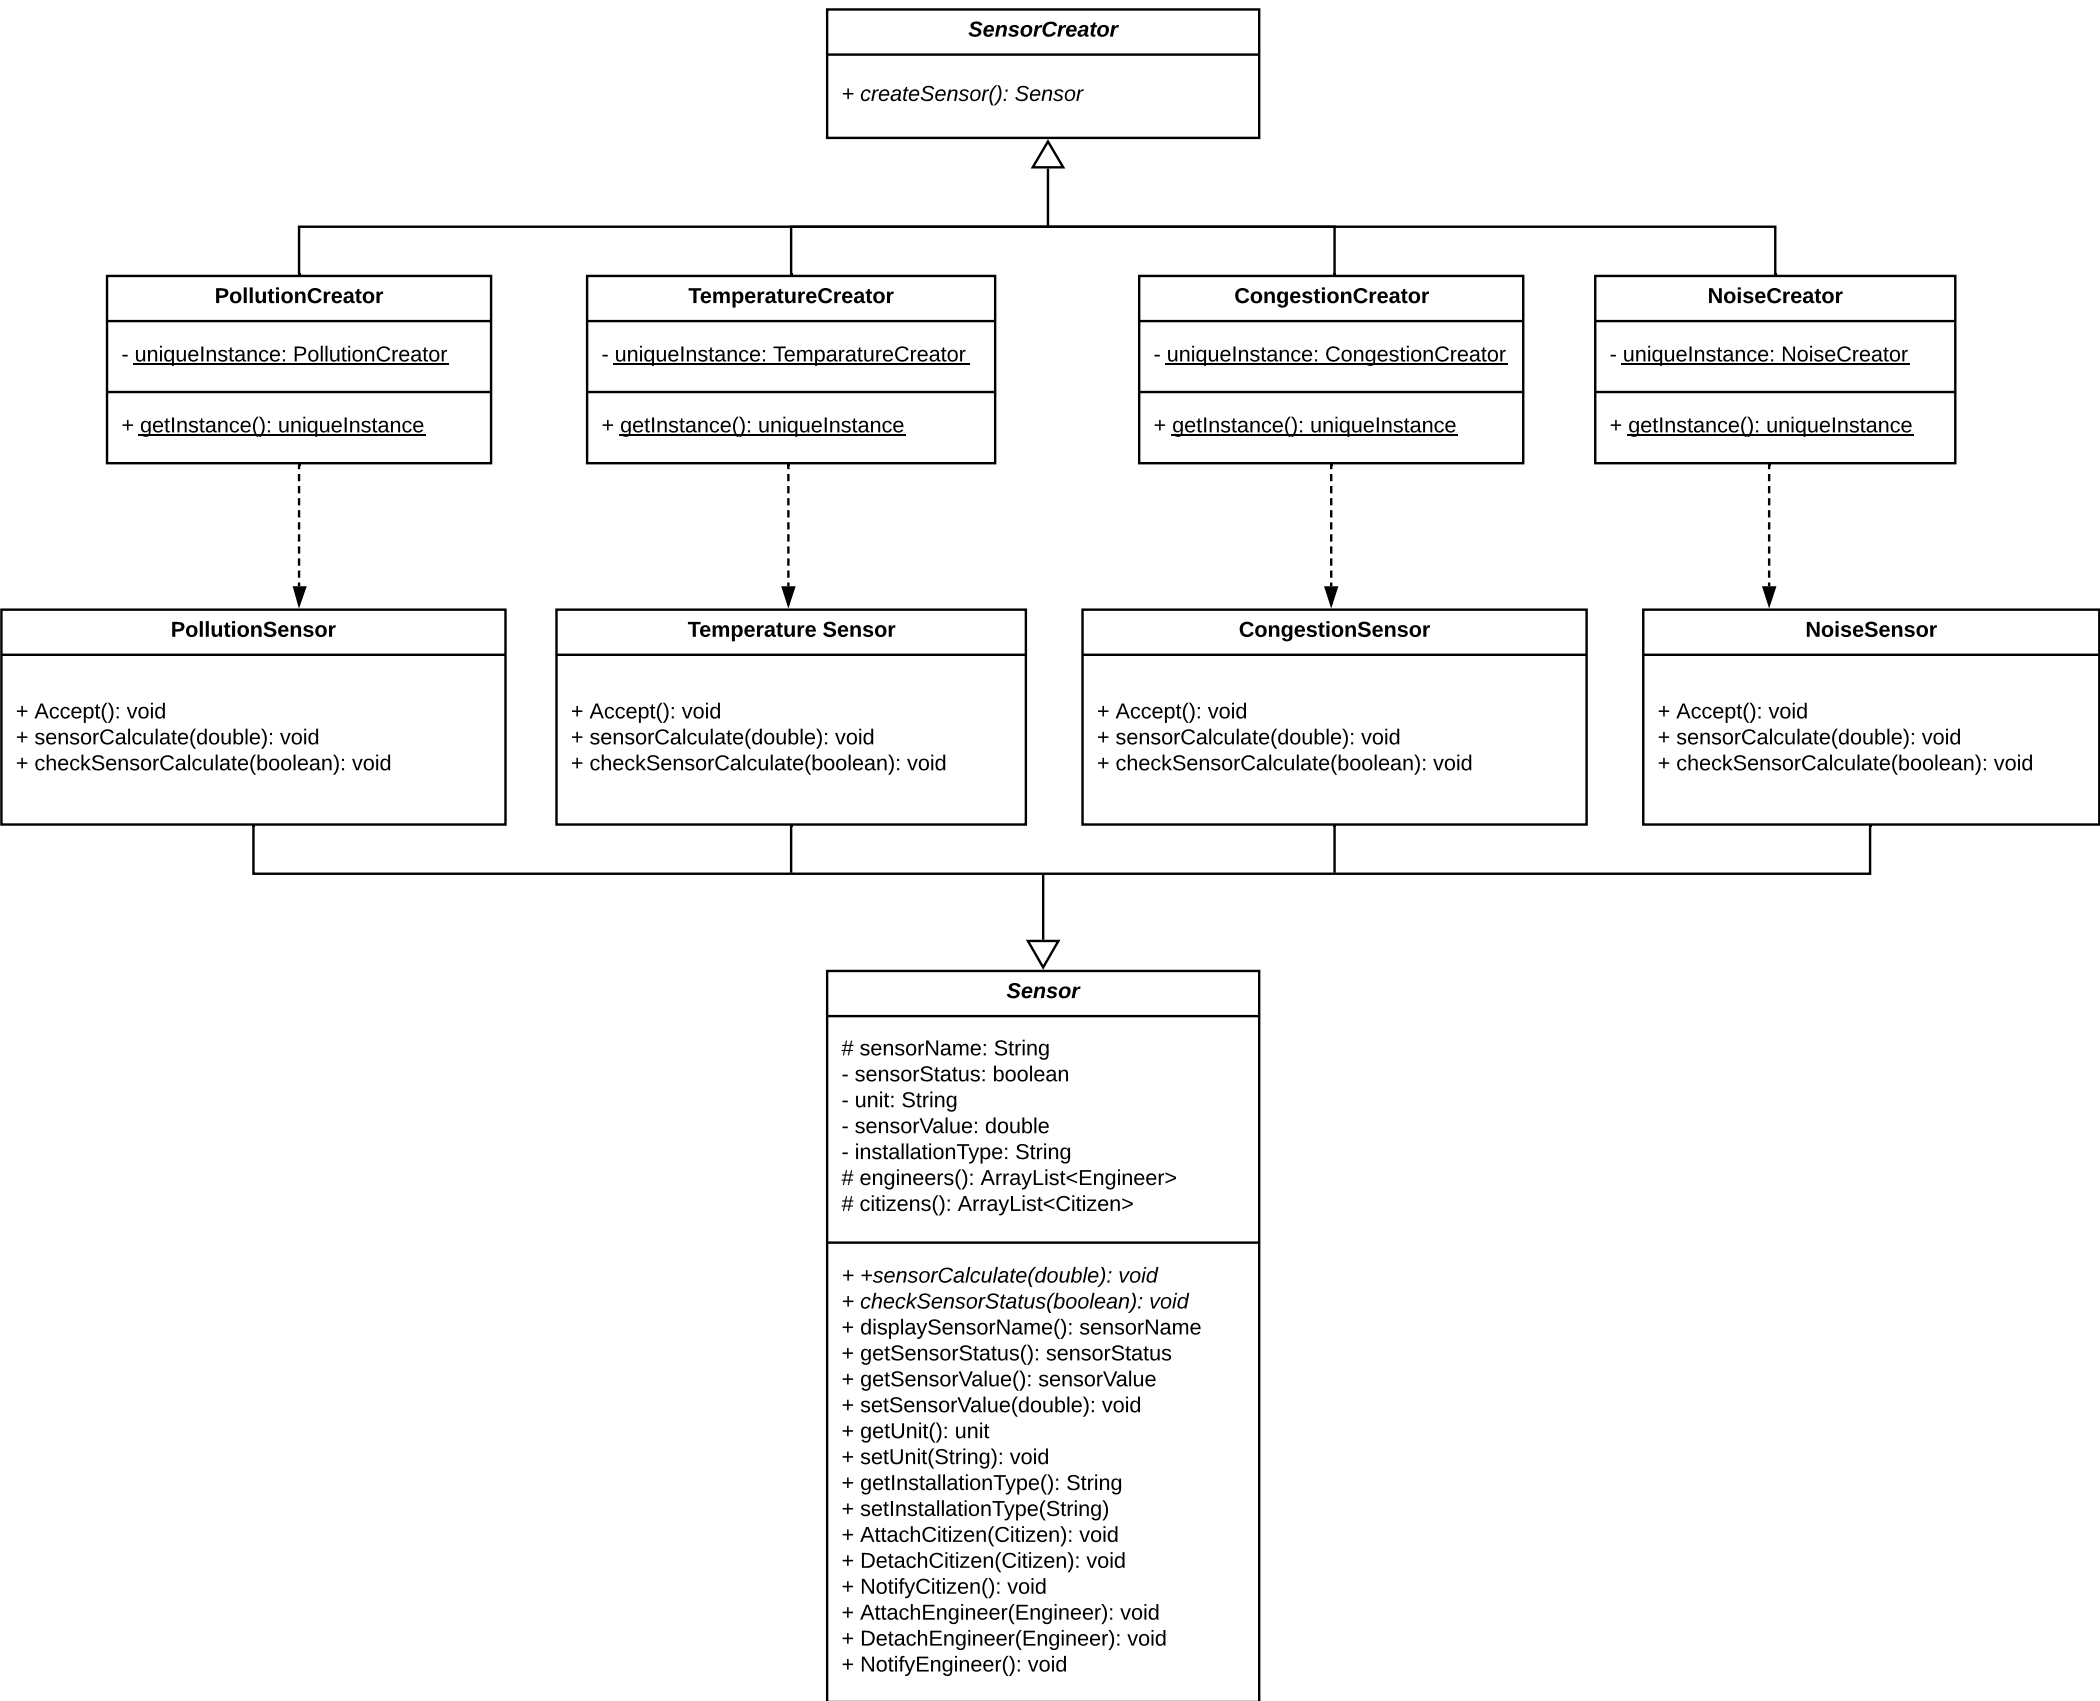 SensorCreator
+ createSensor(): Sensor
PollutionCreator
- uniqueInstance: PollutionCreator
+ getInstance(): uniqueInstance
TemperatureCreator
- uniqueInstance: TemparatureCreator
+ getInstance(): uniqueInstance
CongestionCreator
- uniqueInstance: CongestionCreator
+ getInstance(): uniqueInstance
NoiseCreator
- uniqueInstance: NoiseCreator
+ getInstance(): uniqueInstance
PollutionSensor
+ Accept(): void
+ sensorCalculate(double): void
+ checkSensorCalculate(boolean): void
Temperature Sensor
+ Accept(): void
+ sensorCalculate(double): void
+ checkSensorCalculate(boolean): void
CongestionSensor
+ Accept(): void
+ sensorCalculate(double): void
+ checkSensorCalculate(boolean): void
NoiseSensor
+ Accept(): void
+ sensorCalculate(double): void
+ checkSensorCalculate(boolean): void
Sensor
# sensorName: String
- sensorStatus: boolean
- unit: String
- sensorValue: double
- installationType: String
# engineers(): ArrayList<Engineer>
# citizens(): ArrayList<Citizen>
+ +sensorCalculate(double): void
+ checkSensorStatus(boolean): void
+ displaySensorName(): sensorName
+ getSensorStatus(): sensorStatus
+ getSensorValue(): sensorValue
+ setSensorValue(double): void
+ getUnit(): unit
+ setUnit(String): void
+ getInstallationType(): String
+ setInstallationType(String)
+ AttachCitizen(Citizen): void
+ DetachCitizen(Citizen): void
+ NotifyCitizen(): void
+ AttachEngineer(Engineer): void
+ DetachEngineer(Engineer): void
+ NotifyEngineer(): void